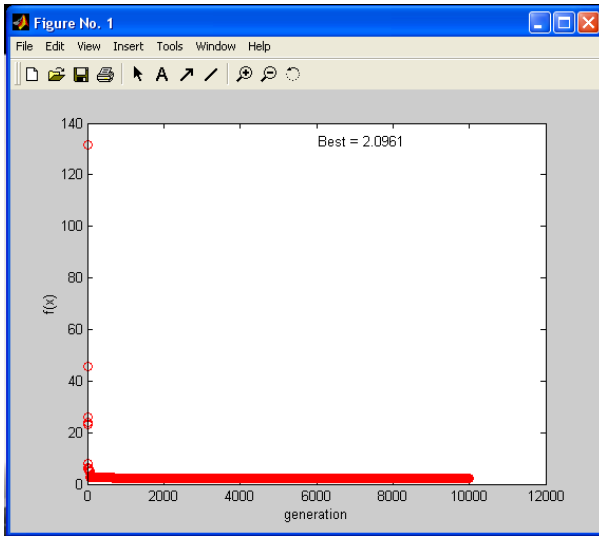 Figure No. 1
File Edit View Insert Tools Window Help
A
Best = 2.0961
140
120
100
80
60
40
20
0
f(x)
0 2000 4000 6000 8000 10000 12000
generation